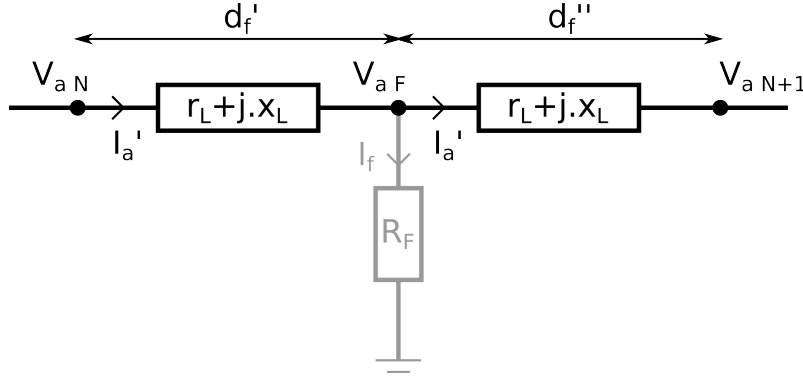 df' df''
Va N Va F Va N+1
rL+j.xL rL+j.xL
Ia' If Ia'
RF